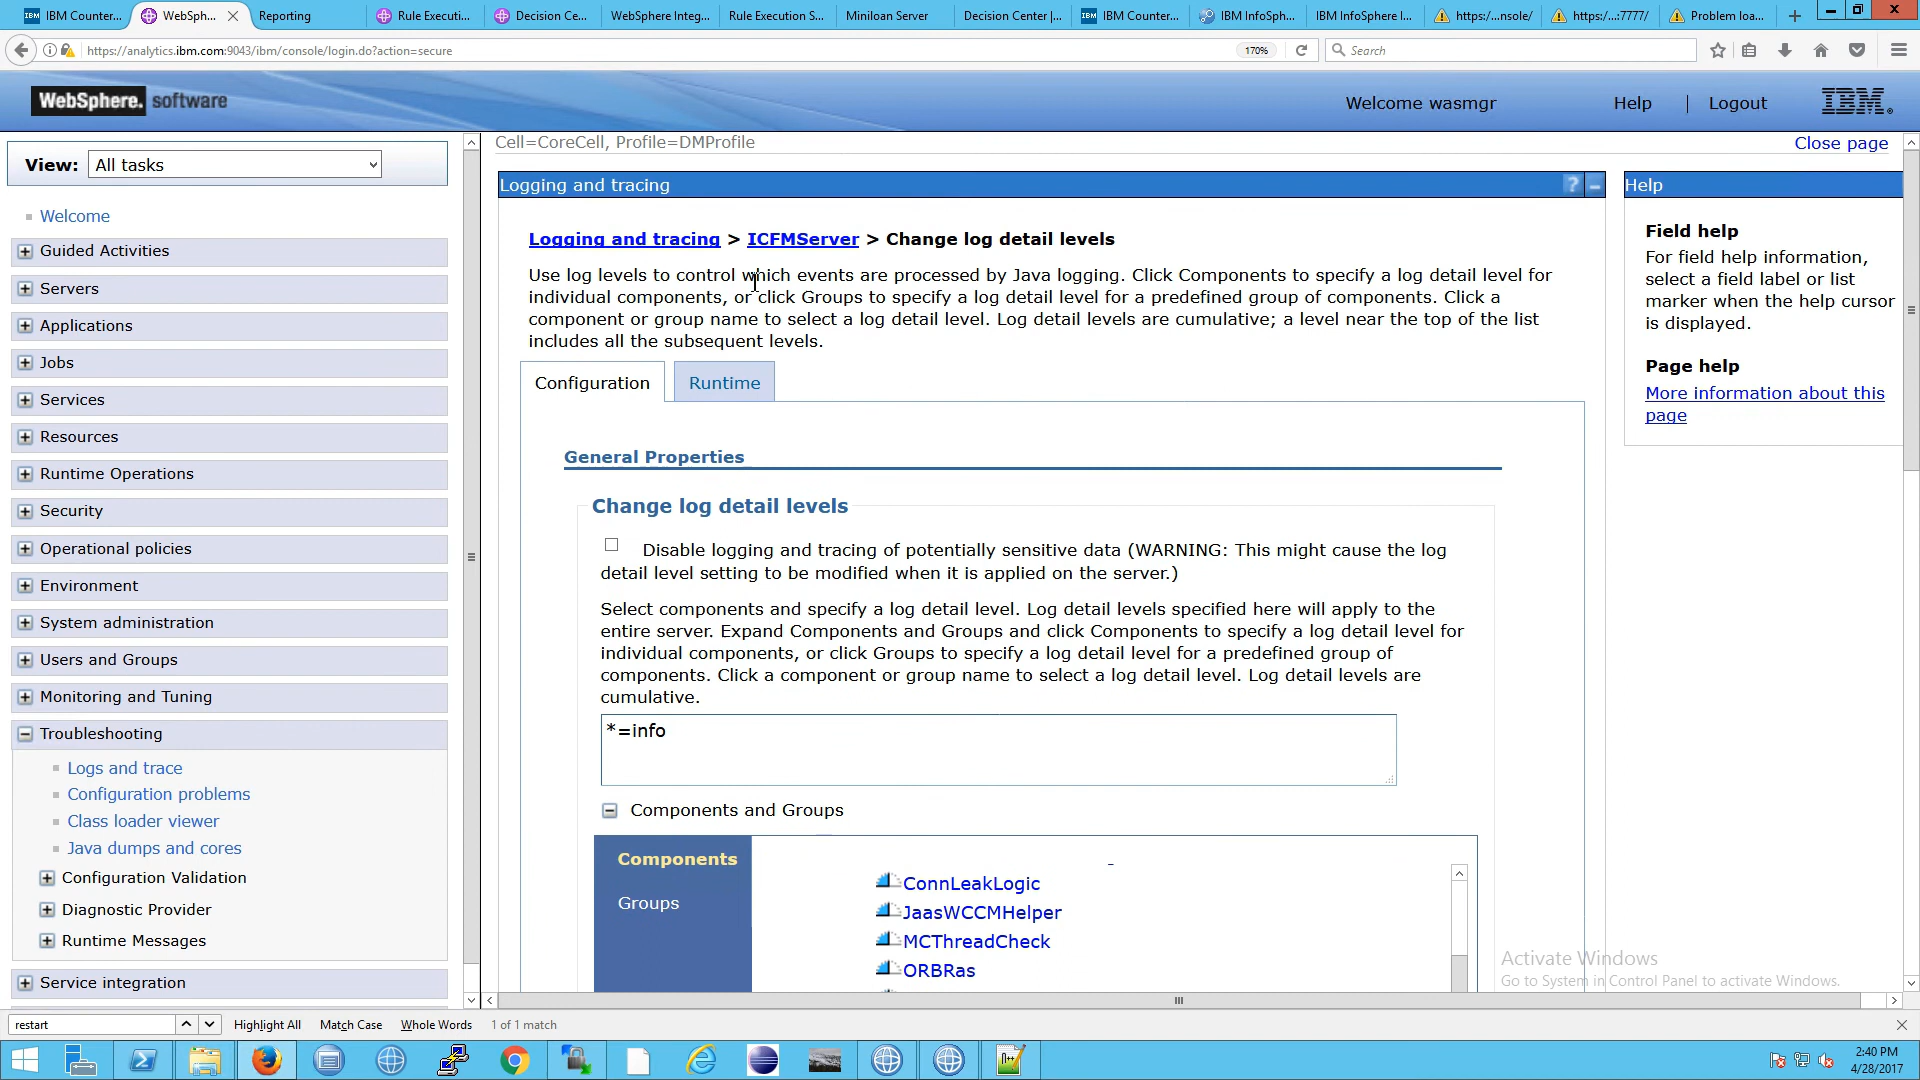 IBM Counter...
WebSph...
Reporting
Rule Executi...
Decision Ce...
WebSphere Integ...
Rule Execution S...
Miniloan Server
Decision Center |...
IBM Counter...
IBM InfoSph...
IBM InfoSphere I...
https:/...nsole/
https:/...:7777/
Problem loa...
https://analytics.ibm.com:9043/ibm/console/login.do?action=secure
170%
Search
WebSphere. software
Welcome wasmgr
Help
Logout
IBM
View: All tasks
Welcome
Guided Activities
Servers
Applications
Jobs
Services
Resources
Runtime Operations
Security
Operational policies
Environment
System administration
Users and Groups
Monitoring and Tuning
Troubleshooting
Logs and trace
Configuration problems
Class loader viewer
Java dumps and cores
Configuration Validation
Diagnostic Provider
Runtime Messages
Service integration
Cell=CoreCell, Profile=DMProfile
Close page
Logging and tracing
Logging and tracing > ICFMServer > Change log detail levels
Use log levels to control which events are processed by Java logging. Click Components to specify a log detail level for
individual components, or click Groups to specify a log detail level for a predefined group of components. Click a
component or group name to select a log detail level. Log detail levels are cumulative; a level near the top of the list
includes all the subsequent levels.
Configuration
Runtime
General Properties
Change log detail levels
Disable logging and tracing of potentially sensitive data (WARNING: This might cause the log
detail level setting to be modified when it is applied on the server.)
Select components and specify a log detail level. Log detail levels specified here will apply to the
entire server. Expand Components and Groups and click Components to specify a log detail level for
individual components, or click Groups to specify a log detail level for a predefined group of
components. Click a component or group name to select a log detail level. Log detail levels are
cumulative.
*=info
Components and Groups
Components
Groups
ConnLeakLogic
JaasWCCMHelper
MCThreadCheck
ORBRas
Help
Field help
For field help information,
select a field label or list
marker when the help cursor
is displayed.
Page help
More information about this
page
Activate Windows
Go to System in Control Panel to activate Windows.
restart
Highlight All
Match Case
Whole Words
1 of 1 match
2:40 PM
4/28/2017